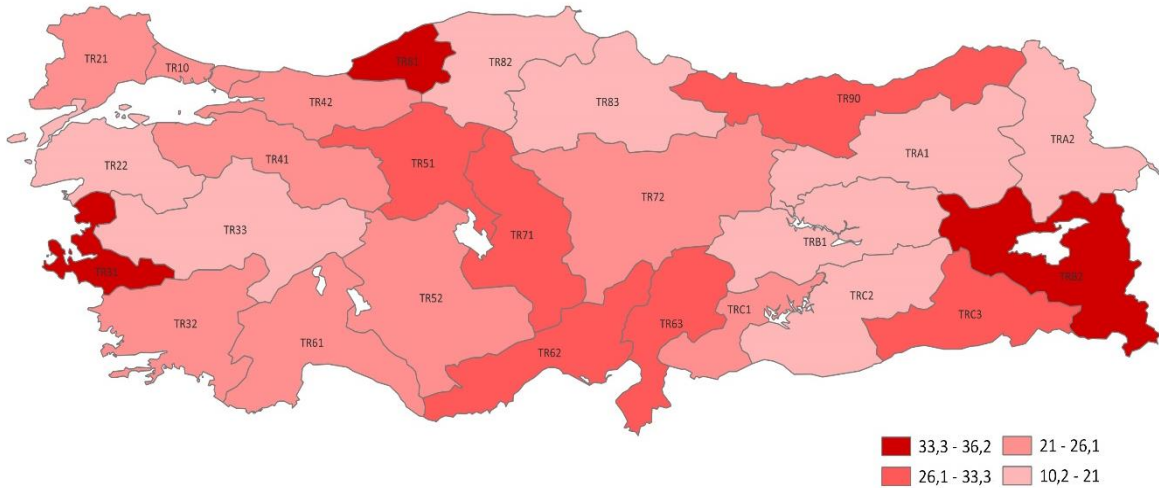 TR21
TR10
TR81
TR82
TR42
TR83
TR90
TR22
TR41
TR51
TRA1
TRA2
TR33
TR71
TR72
TRB1
TR31
TRB2
TR32
TR52
TRC2
TR61
TR63
TRC1
TRC3
TR62
33,3 - 36,2
21 - 26,1
26,1 - 33,3
10,2 - 21